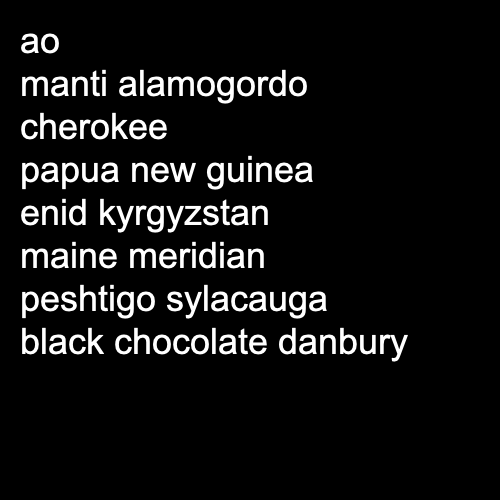 ao
manti alamogordo
cherokee
papua new guinea
enid kyrgyzstan
maine meridian
peshtigo sylacauga
black chocolate danbury